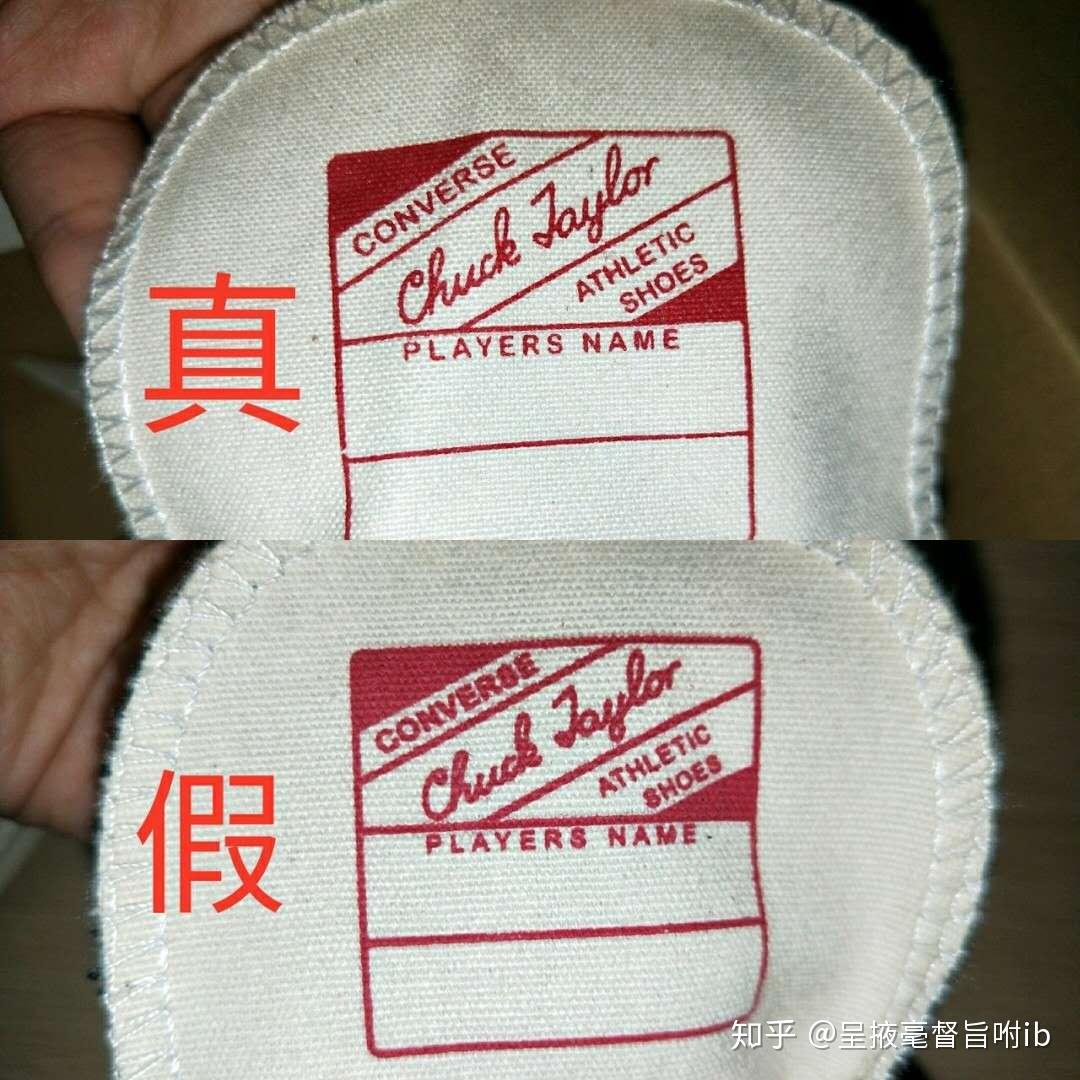 CONVERSE
Chuck Taylor
ATHLETIC
SHOES
PLAYERS NAME
真
CONVERSE
Chuck Taylor
ATHLETIC
SHOES
PLAYERS NAME
假
知乎 @呈掖毫督旨咐ib